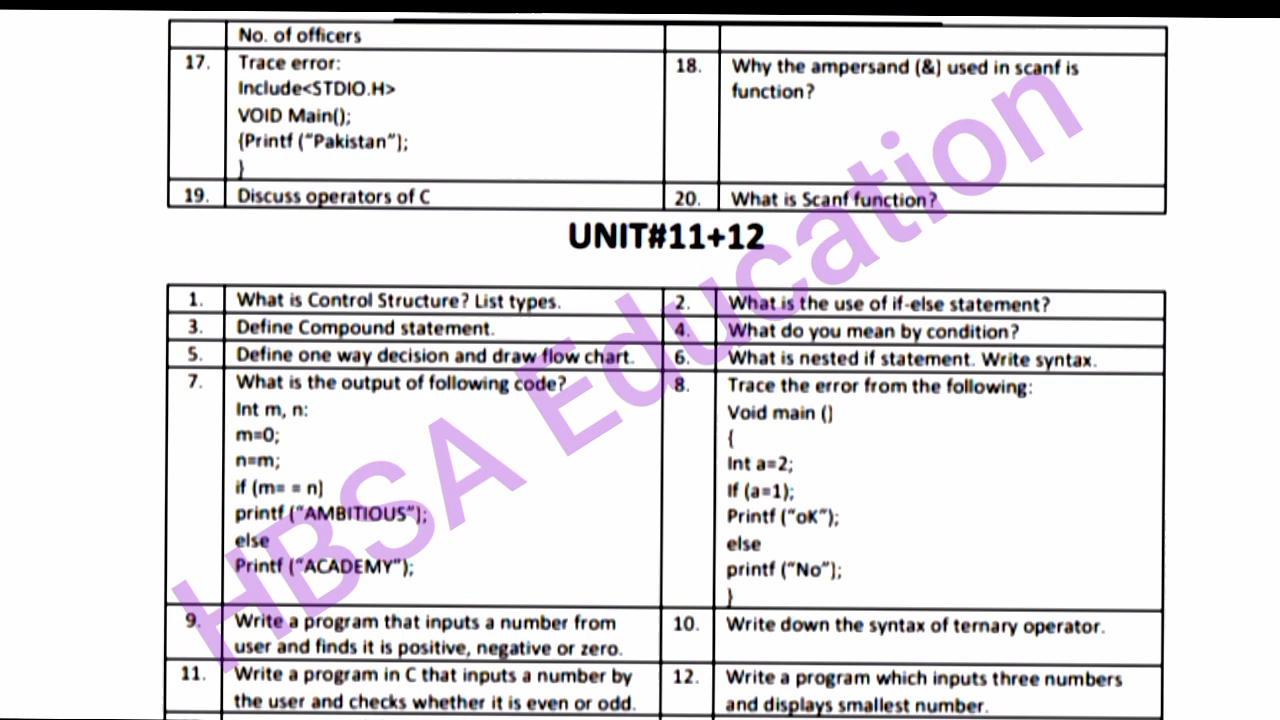 No. of officers
17. Trace error:
Include<STDIO.H>
VOID Main();
{Printf ("Pakistan");
}
18. Why the ampersand (&) used in scanf is
function?
19. Discuss operators of C
20. What is Scanf function?
UNIT#11+12
1. What is Control Structure? List types.
2. What is the use of if-else statement?
3. Define Compound statement.
4. What do you mean by condition?
5. Define one way decision and draw flow chart.
6. What is nested if statement. Write syntax.
7. What is the output of following code?
Int m, n:
m=0;
n=m;
if (m= = n)
printf ("AMBITIOUS");
else
Printf ("ACADEMY");
8. Trace the error from the following:
Void main ()
{
Int a=2;
If (a=1);
Printf ("oK");
else
printf ("No");
}
9. Write a program that inputs a number from
user and finds it is positive, negative or zero.
10. Write down the syntax of ternary operator.
11. Write a program in C that inputs a number by
the user and checks whether it is even or odd.
12. Write a program which inputs three numbers
and displays smallest number.
HBSA Education